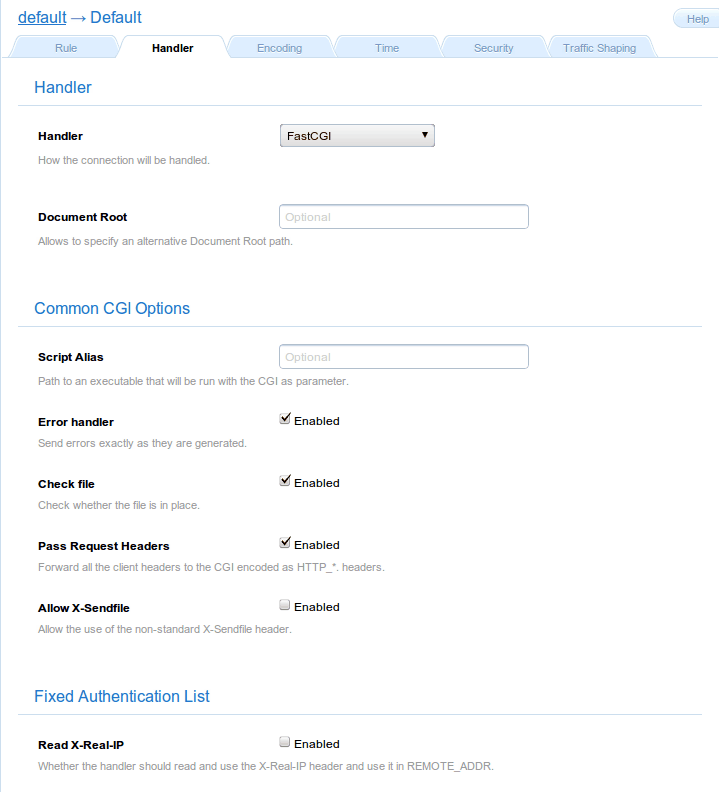 default → Default
Help
Rule Handler Encoding Time Security Traffic Shaping
Handler
Handler FastCGI
How the connection will be handled.
Document Root Optional
Allows to specify an alternative Document Root path.
Common CGI Options
Script Alias Optional
Path to an executable that will be run with the CGI as parameter.
Error handler Enabled
Send errors exactly as they are generated.
Check file Enabled
Check whether the file is in place.
Pass Request Headers Enabled
Forward all the client headers to the CGI encoded as HTTP_*. headers.
Allow X-Sendfile Enabled
Allow the use of the non-standard X-Sendfile header.
Fixed Authentication List
Read X-Real-IP Enabled
Whether the handler should read and use the X-Real-IP header and use it in REMOTE_ADDR.